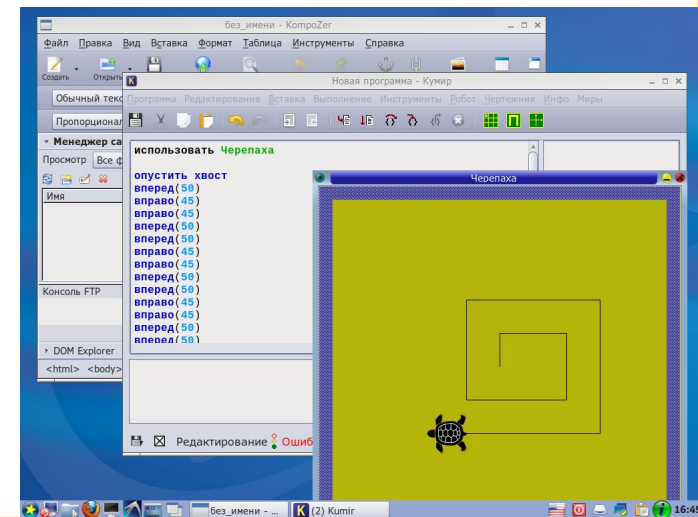 без_имени - KompoZer
Файл Правка Вид Вставка Формат Таблица Инструменты Справка
Создать Открыть
Новая программа - Кумир
Программа Редактирование Вставка Выполнение Инструменты Робот Чертежник Инфо Миры
Обычный текс
Пропорционал
Менеджер са
Просмотр Все ф
Имя
Консоль FTP
DOM Explorer
<html> <body>
использовать Черепаха
опустить хвост
вперед(50)
вправо(45)
вправо(45)
вперед(50)
вперед(50)
вправо(45)
вправо(45)
вперед(50)
вперед(50)
вправо(45)
вправо(45)
вперед(50)
вперед(50)
Редактирование Ошиб
Черепаха
без_имени - ...
(2) Kumir
16:49